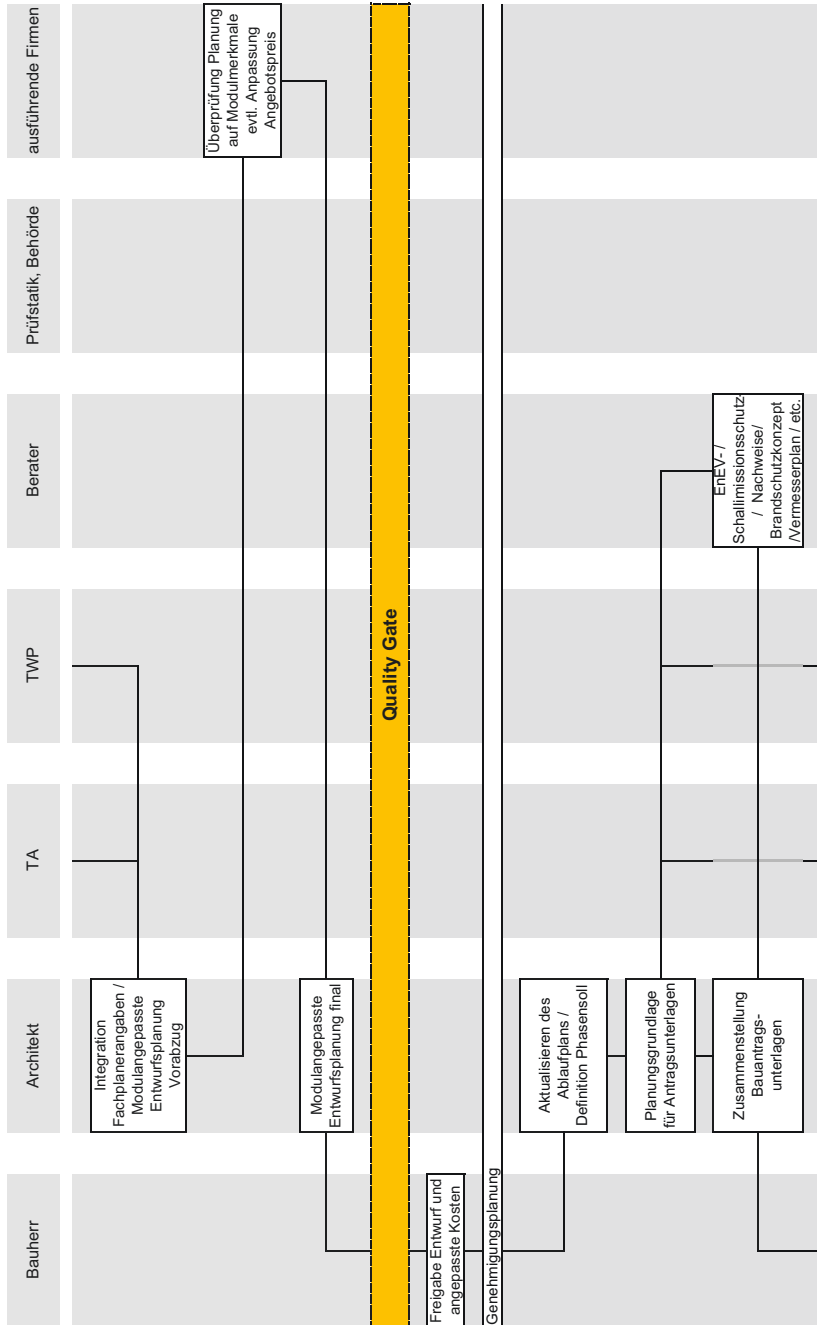 Bauherr
Architekt
TA
TWP
Berater
Prüfstatik, Behörde
ausführende Firmen
Integration
Fachplanerangaben /
Modulangepasste
Entwurfsplanung
Vorabzug
Überprüfung Planung
auf Modulmerkmale
evtl. Anpassung
Angebotspreis
Modulangepasste
Entwurfsplanung final
Quality Gate
Freigabe Entwurf und
angepasste Kosten
Genehmigungsplanung
Aktualisieren des
Ablaufplans /
Definition Phasensoll
Planungsgrundlage
für Antragsunterlagen
Zusammenstellung
Bauantrags-
unterlagen
EnEV- /
Schallimissionsschutz-
/ Nachweise/
Brandschutzkonzept
/Vermesserplan / etc.